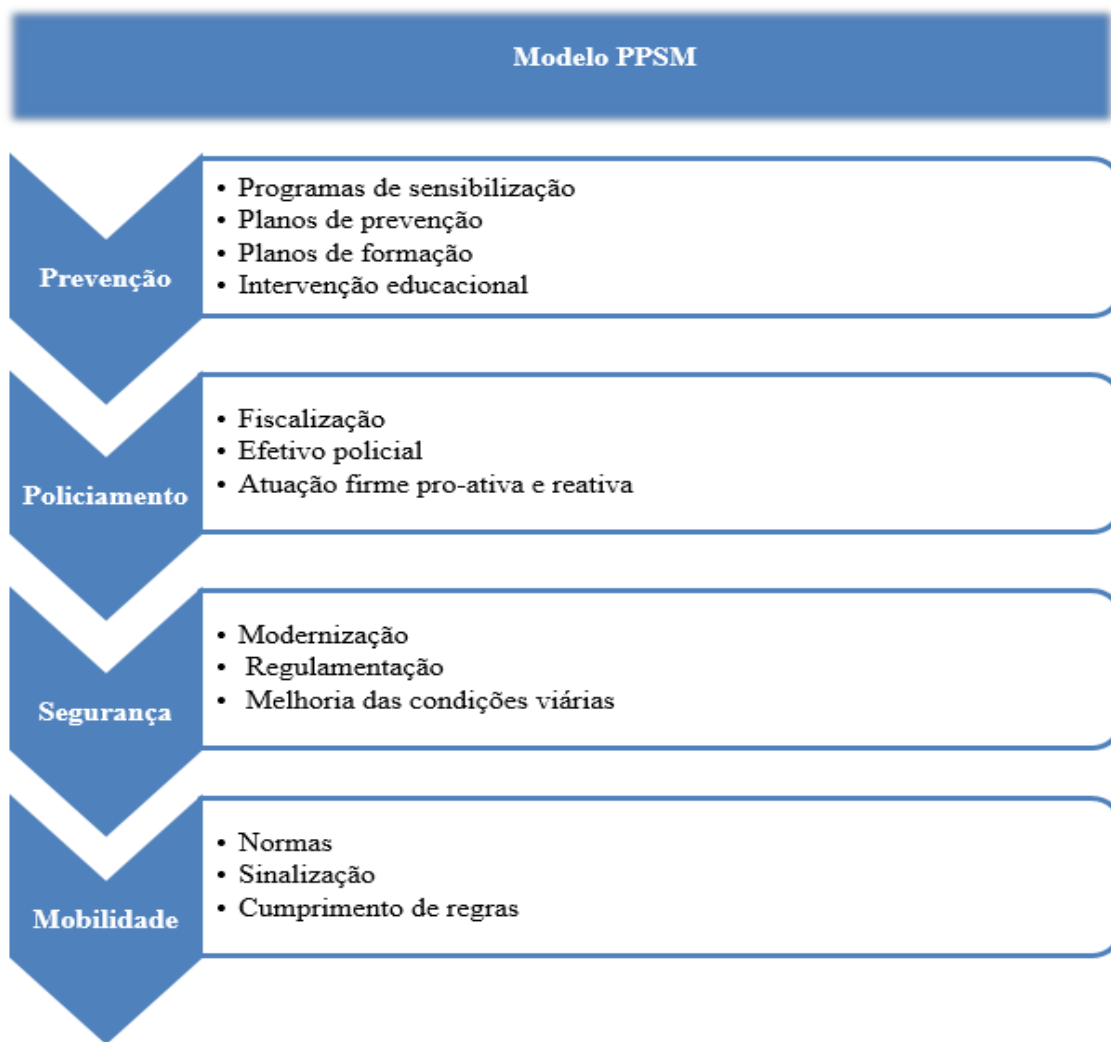 Modelo PPSM
Prevenção
• Programas de sensibilização
• Planos de prevenção
• Planos de formação
• Intervenção educacional
Policiamento
• Fiscalização
• Efetivo policial
• Atuação firme pro-ativa e reativa
Segurança
• Modernização
• Regulamentação
• Melhoria das condições viárias
Mobilidade
• Normas
• Sinalização
• Cumprimento de regras